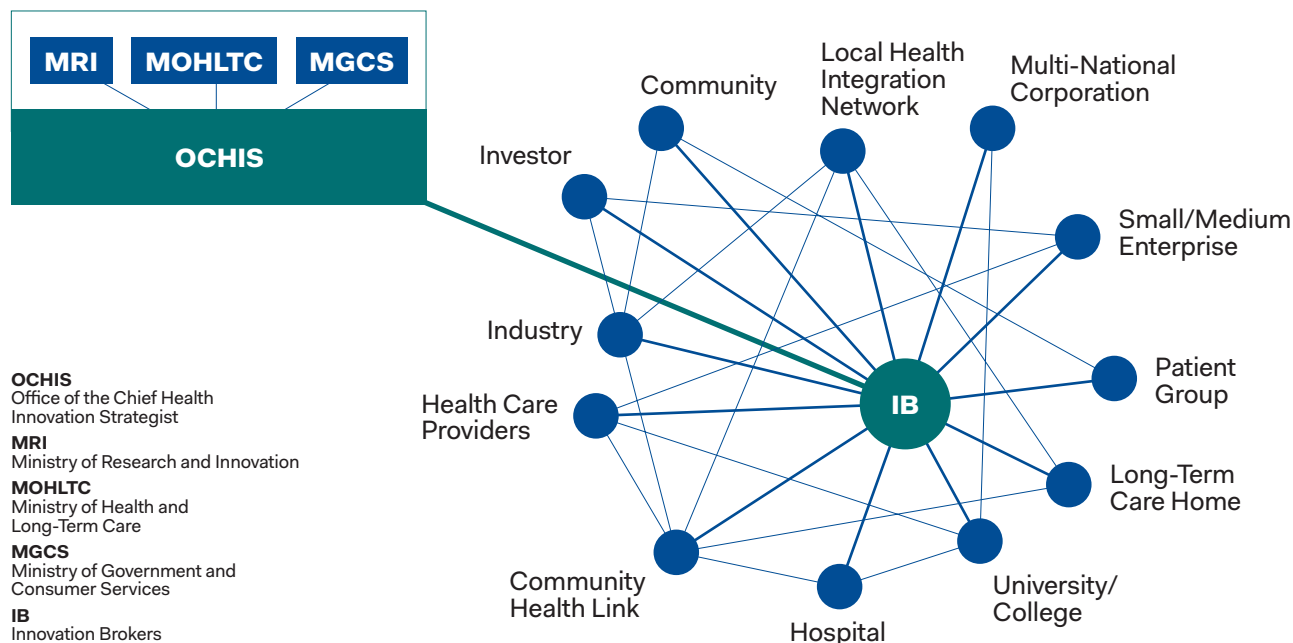 MRI
MOHLTC
MGCS
OCHIS
Community
Local Health
Integration
Network
Multi-National
Corporation
Investor
Small/Medium
Enterprise
Industry
Patient
Group
Health Care
Providers
IB
Long-Term
Care Home
Community
Health Link
University/
College
Hospital
OCHIS
Office of the Chief Health
Innovation Strategist
MRI
Ministry of Research and Innovation
MOHLTC
Ministry of Health and
Long-Term Care
MGCS
Ministry of Government and
Consumer Services
IB
Innovation Brokers